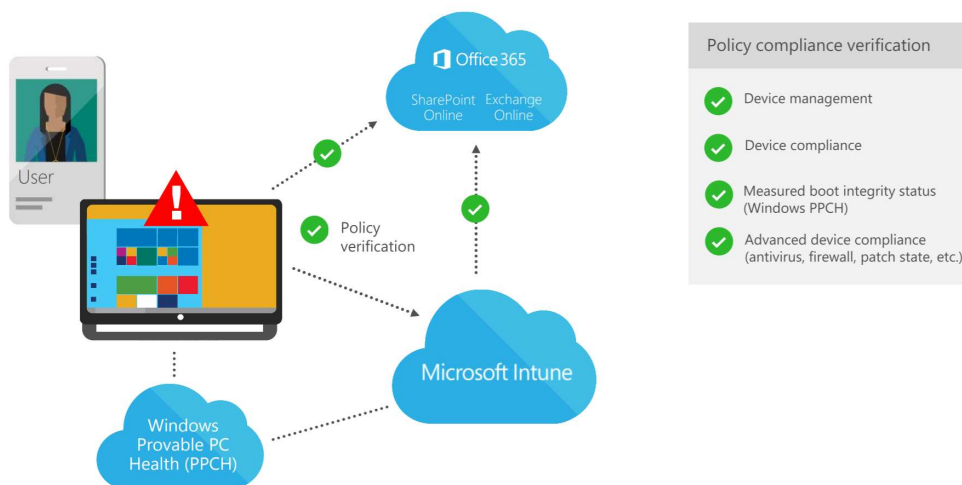 Office 365
SharePoint Online
Exchange Online
User
!
Policy
verification
Microsoft Intune
Windows
Provable PC
Health (PPCH)
Policy compliance verification
Device management
Device compliance
Measured boot integrity status
(Windows PPCH)
Advanced device compliance
(antivirus, firewall, patch state, etc.)